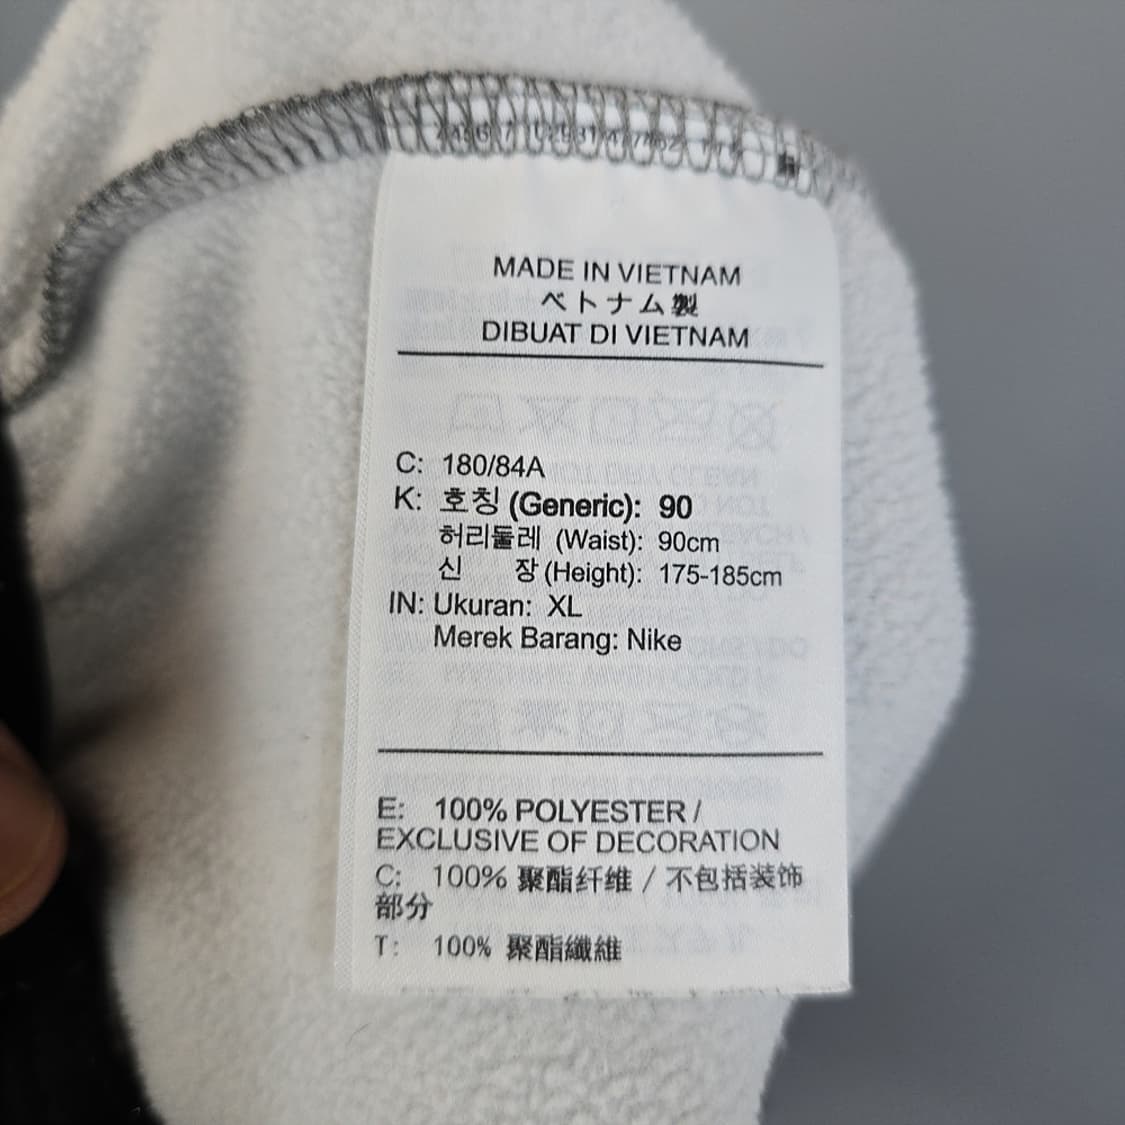 MADE IN VIETNAM
ベトナム製
DIBUAT DI VIETNAM
C: 180/84A
K: 호칭 (Generic): 90
허리둘레 (Waist): 90cm
신 장 (Height): 175-185cm
IN: Ukuran: XL
Merek Barang: Nike
E: 100% POLYESTER /
EXCLUSIVE OF DECORATION
C: 100% 聚酯纤维 / 不包括装饰
部分
T: 100% 聚酯纖維